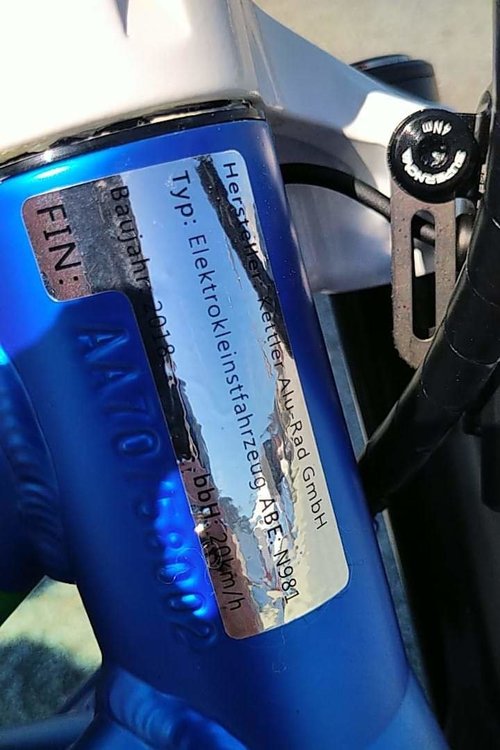 Hersteller: Kettler Alu-Rad GmbH
Typ: Elektrokleinstfahrzeug ABE: N981
Baujahr: 2018 bbH: 20km/h
FIN: